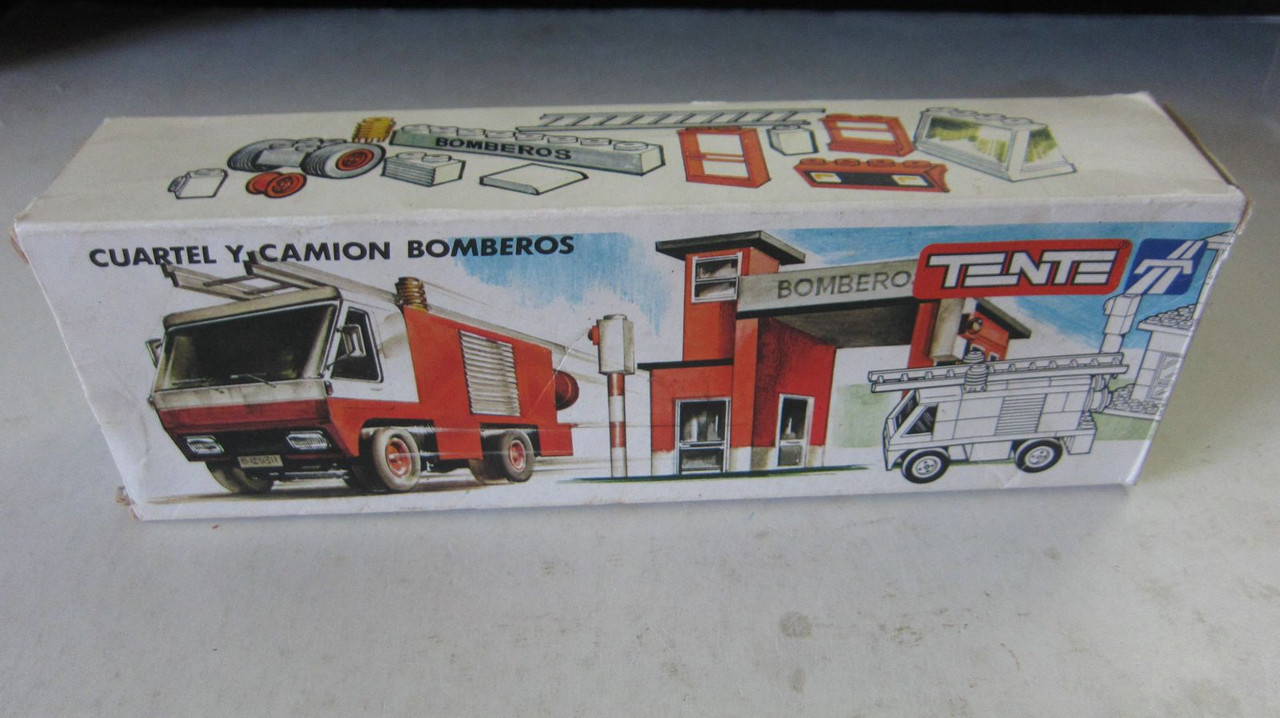 BOMBEROS
CUARTEL Y CAMION BOMBEROS
BOMBERO
TENTE